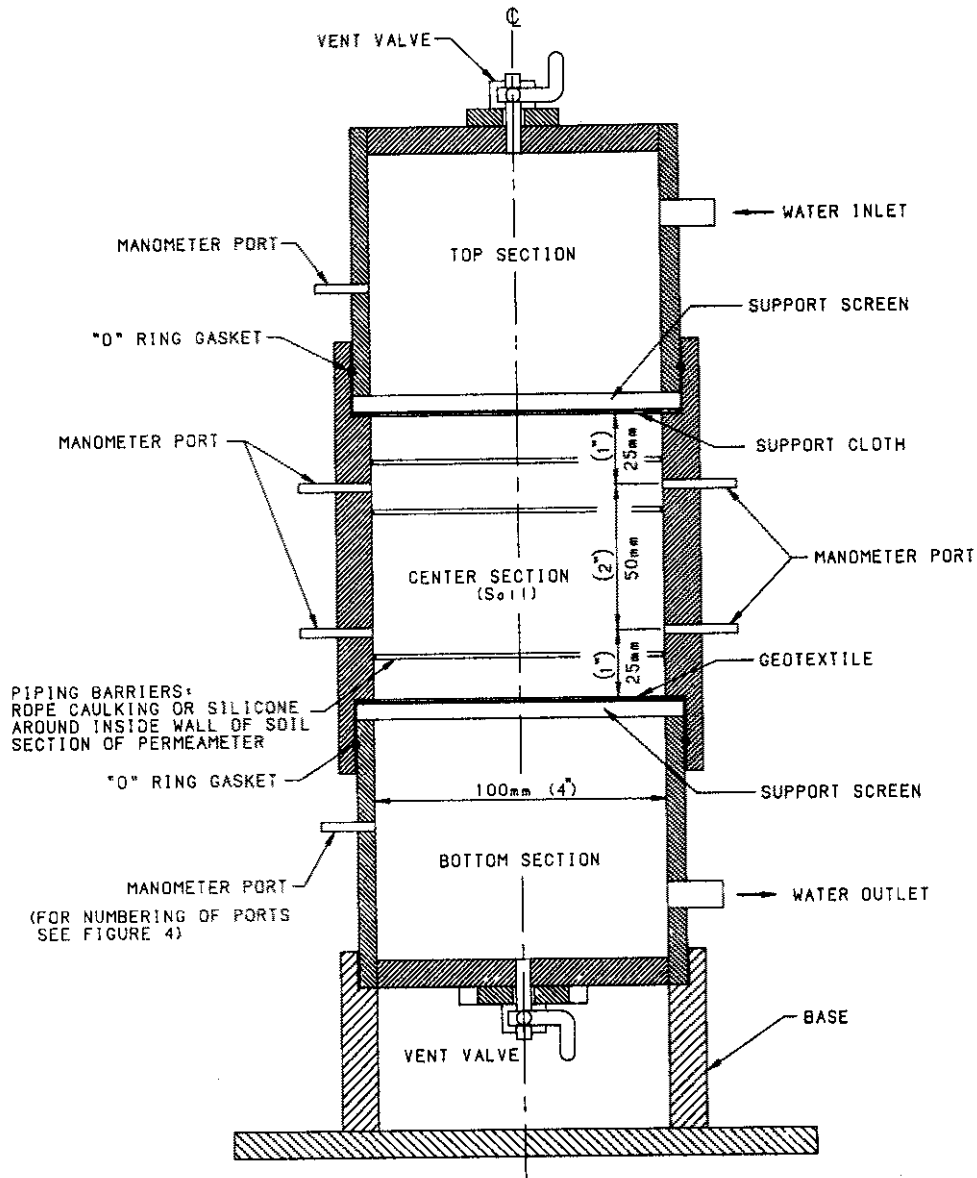 ℄
VENT VALVE
WATER INLET
TOP SECTION
MANOMETER PORT
SUPPORT SCREEN
"O" RING GASKET
SUPPORT CLOTH
(1")
25mm
MANOMETER PORT
(2")
50mm
MANOMETER PORT
CENTER SECTION
(Soil)
(1")
25mm
GEOTEXTILE
PIPING BARRIERS:
ROPE CAULKING OR SILICONE
AROUND INSIDE WALL OF SOIL
SECTION OF PERMEAMETER
"O" RING GASKET
100mm (4")
SUPPORT SCREEN
BOTTOM SECTION
MANOMETER PORT
(FOR NUMBERING OF PORTS
SEE FIGURE 4)
WATER OUTLET
BASE
VENT VALVE